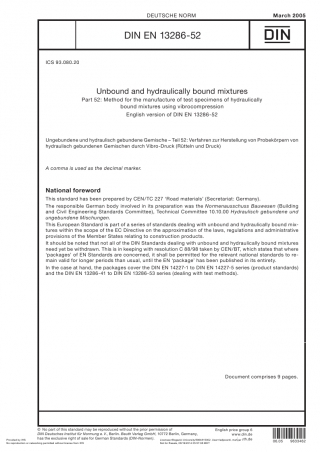 DEUTSCHE NORM
March 2005
DIN EN 13286-52
DIN
ICS 93.080.20
Unbound and hydraulically bound mixtures
Part 52: Method for the manufacture of test specimens of hydraulically
bound mixtures using vibrocompression
English version of DIN EN 13286-52
Ungebundene und hydraulisch gebundene Gemische – Teil 52: Verfahren zur Herstellung von Probekörpern von
hydraulisch gebundenen Gemischen durch Vibro-Druck (Rütteln und Druck)
A comma is used as the decimal marker.
National foreword
This standard has been prepared by CEN/TC 227 'Road materials' (Secretariat: Germany).
The responsible German body involved in its preparation was the Normenausschuss Bauwesen (Building
and Civil Engineering Standards Committee), Technical Committee 10.10.00 Hydraulisch gebundene und
ungebundene Mischungen.
This European Standard is part of a series of standards dealing with unbound and hydraulically bound mix-
tures within the scope of the EC Directive on the approximation of the laws, regulations and administrative
provisions of the Member States relating to construction products.
It should be noted that not all of the DIN Standards dealing with unbound and hydraulically bound mixtures
need yet be withdrawn. This is in keeping with resolution C 88/98 taken by CEN/BT, which states that where
'packages' of EN Standards are concerned, it shall be permitted for the relevant national standards to re-
main valid for longer periods than usual, until the EN 'package' has been published in its entirety.
In the case at hand, the packages cover the DIN EN 14227-1 to DIN EN 14227-5 series (product standards)
and the DIN EN 13286-41 to DIN EN 13286-53 series (dealing with test methods).
Document comprises 9 pages.
© No part of this standard may be reproduced without the prior permission of
DIN Deutsches Institut für Normung e. V., Berlin. Beuth Verlag GmbH, 10772 Berlin, Germany,
has the exclusive right of sale for German Standards (DIN-Normen).
English price group
www.din.de